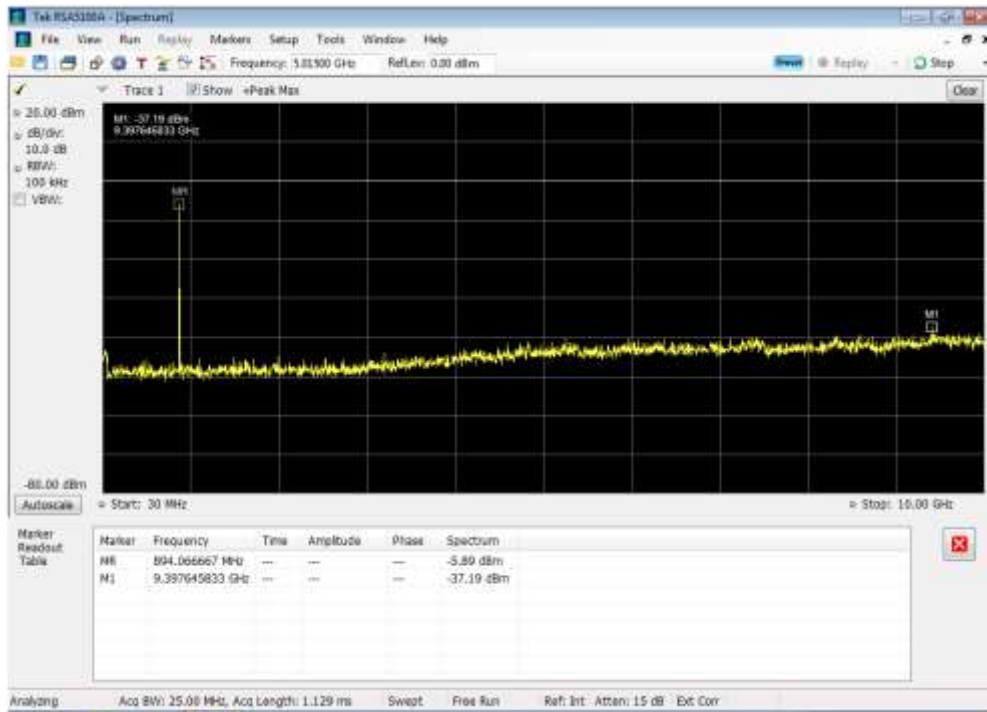 Tek RSA5100A - [Spectrum]
File View Run Replay Markers Setup Tools Window Help
T Frequency: 5.01500 GHz RefLev: 0.00 dBm Preset Replay Stop
Trace 1 Show +Peak Max Clear
20.00 dBm
dB/div:
10.0 dB
RBW:
100 kHz
VBW:
M1: -37.19 dBm
9.397645833 GHz
MR
M1
-80.00 dBm
Autoscale Start: 30 MHz Stop: 10.00 GHz
Marker
Readout
Table
Marker Frequency Time Amplitude Phase Spectrum
MR 894.066667 MHz --- --- --- -5.89 dBm
M1 9.397645833 GHz --- --- --- -37.19 dBm
Analyzing Acq BW: 25.00 MHz, Acq Length: 1.129 ms Swept Free Run Ref: Int Atten: 15 dB Ext Corr